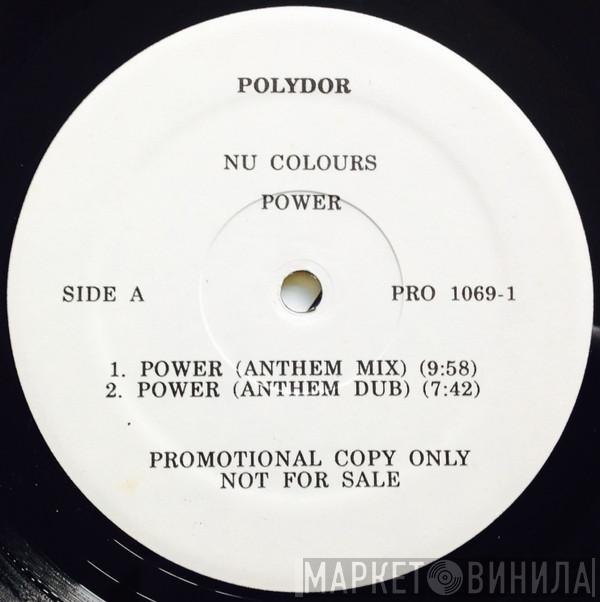 POLYDOR
NU COLOURS
POWER
SIDE A PRO 1069-1
1. POWER (ANTHEM MIX) (9:58)
2. POWER (ANTHEM DUB) (7:42)
PROMOTIONAL COPY ONLY
NOT FOR SALE
МАРКЕТ ВИНИЛА